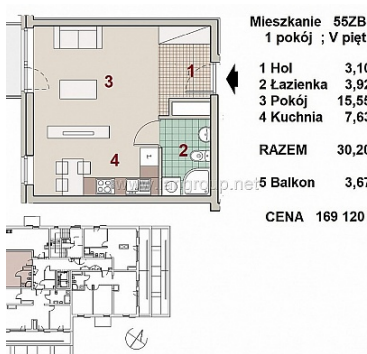 Mieszkanie 55ZB
1 pokój ; V pięt
1 Hol 3,10
2 Łazienka 3,92
3 Pokój 15,55
4 Kuchnia 7,63
RAZEM 30,20
5 Balkon 3,67
CENA 169 120
3
1
2
4